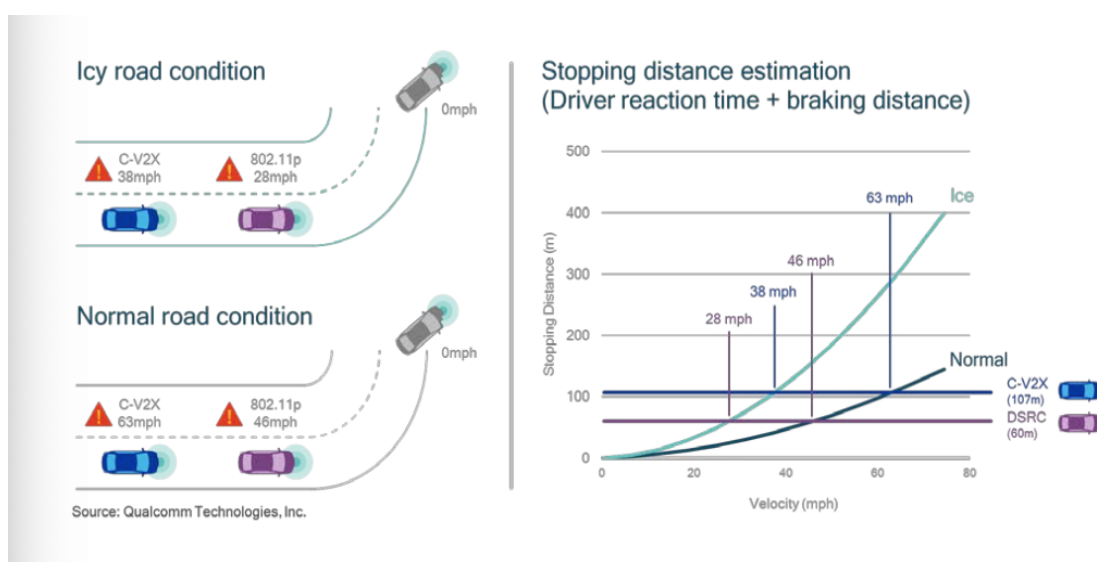 Icy road condition
0mph
C-V2X
38mph
802.11p
28mph
Normal road condition
0mph
C-V2X
63mph
802.11p
46mph
Source: Qualcomm Technologies, Inc.
Stopping distance estimation
(Driver reaction time + braking distance)
Stopping Distance (m)
500
400
300
200
100
0
63 mph
Ice
46 mph
38 mph
28 mph
Normal
C-V2X
(107m)
DSRC
(60m)
0
20
40
60
80
Velocity (mph)